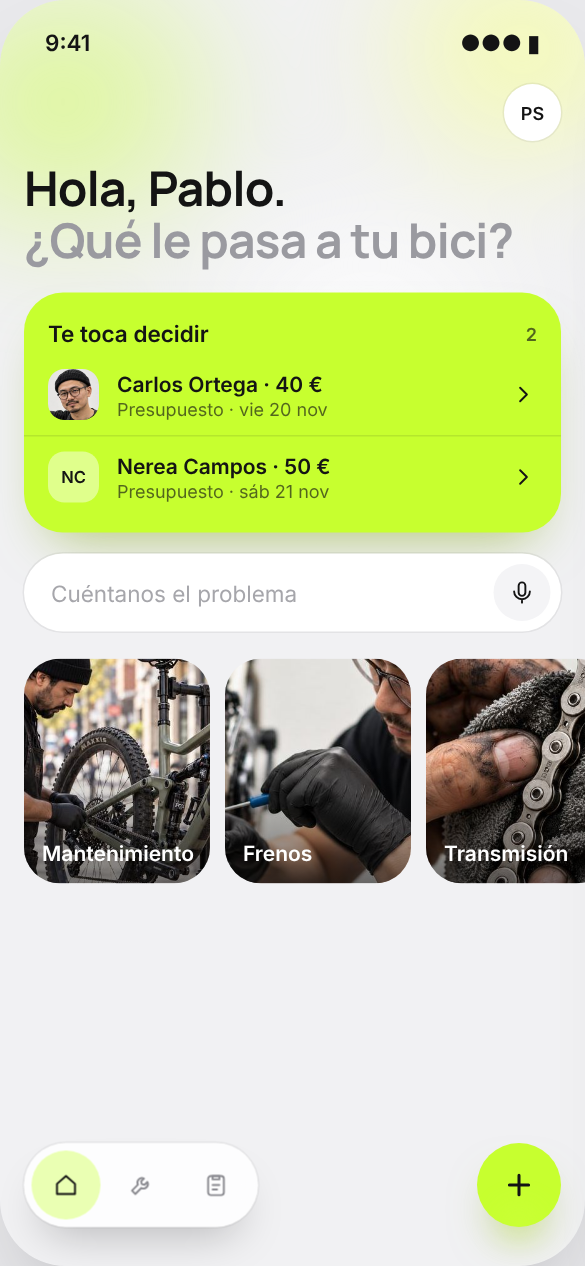 9:41
PS
Hola, Pablo.
¿Qué le pasa a tu bici?
Te toca decidir
2
Carlos Ortega · 40 €
Presupuesto · vie 20 nov
NC
Nerea Campos · 50 €
Presupuesto · sáb 21 nov
Cuéntanos el problema
MAXXIS
Mantenimiento
Frenos
Transmisión